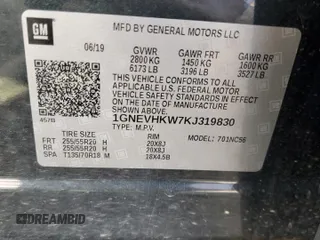 GM
MFD BY GENERAL MOTORS LLC
06/19
GVWR GAWR FRT GAWR RR
2800KG 1450 KG 1600 KG
6173 LB 3196 LB 3527 LB
THIS VEHICLE CONFORMS TO ALL APPLICABLE U.S. FEDERAL MOTOR VEHICLE SAFETY STANDARDS IN EFFECT ON THE DATE OF MANUFACTURE SHOWN ABOVE.
1GNEVHKW7KJ319830
TYPE: M.P.V. MODEL: 701NC56
TIRE SIZE RIM
FRT 255/55R20 H 20X8J
RR 255/55R20 H 20X8J
SPA T135/70R18 M 18X4.5B
DREAMBID